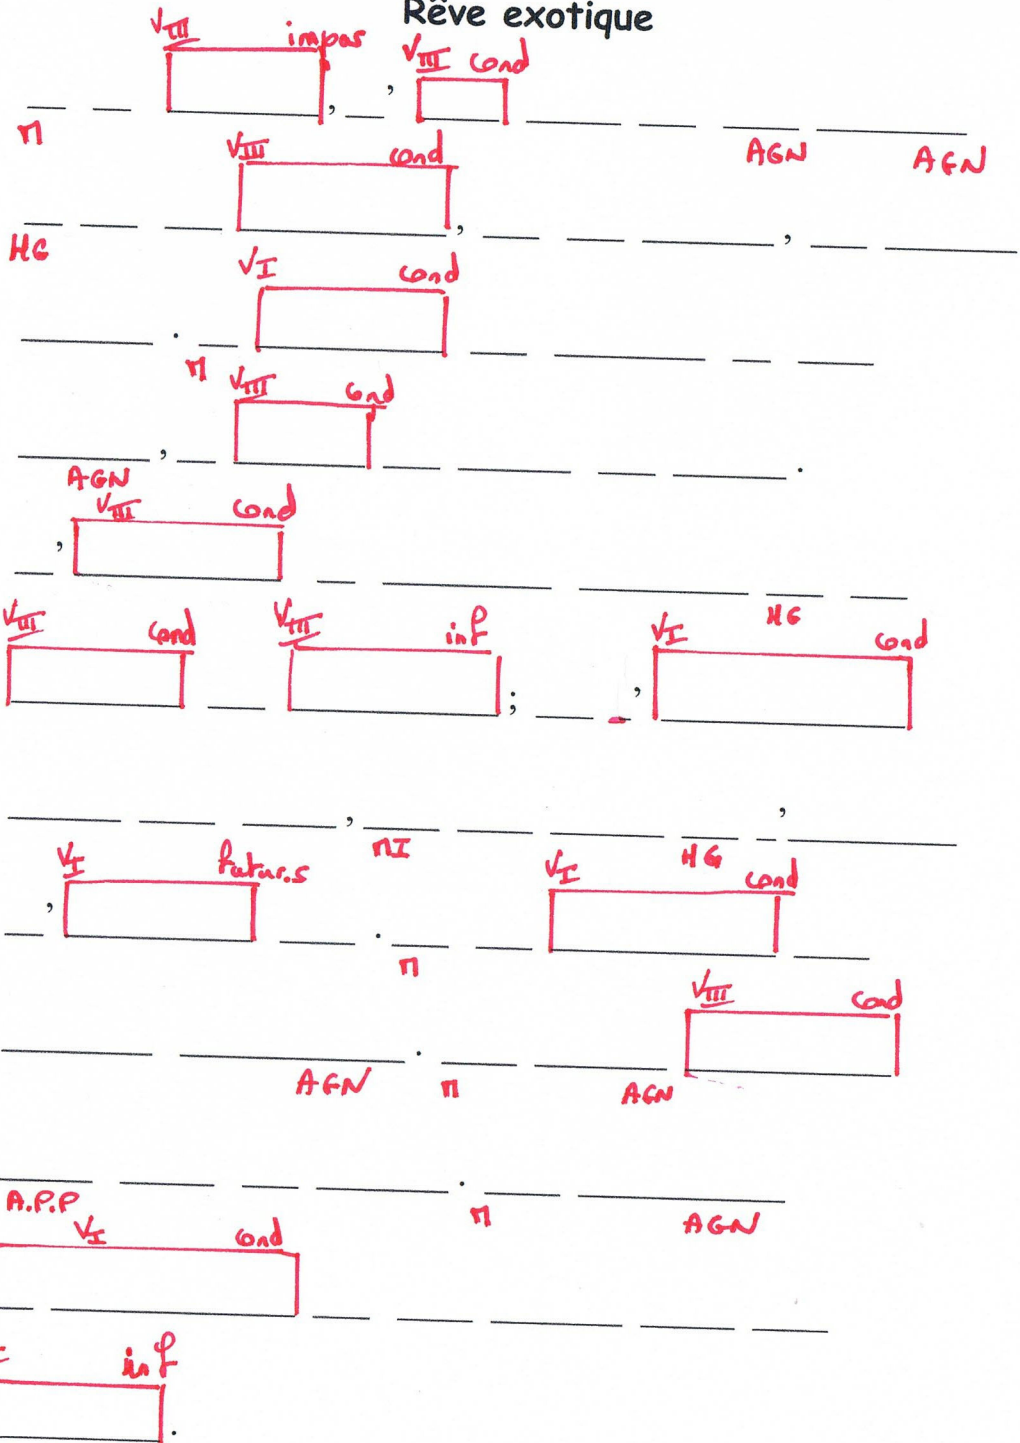 Rêve exotique
VIII impas VIII cond
, ' 
M AGN AGN
VIII cond
, ,
HG
VI cond
.
M
VIII cond
, .
AGN
VIII cond
'
HG
VIII cond VIII inf VI cond
; '
, '
MI HG
VI futur.s VI cond
' .
M
VIII cond
.
AGN M AGN
.
A.P.P M AGN
VI cond
inf
.